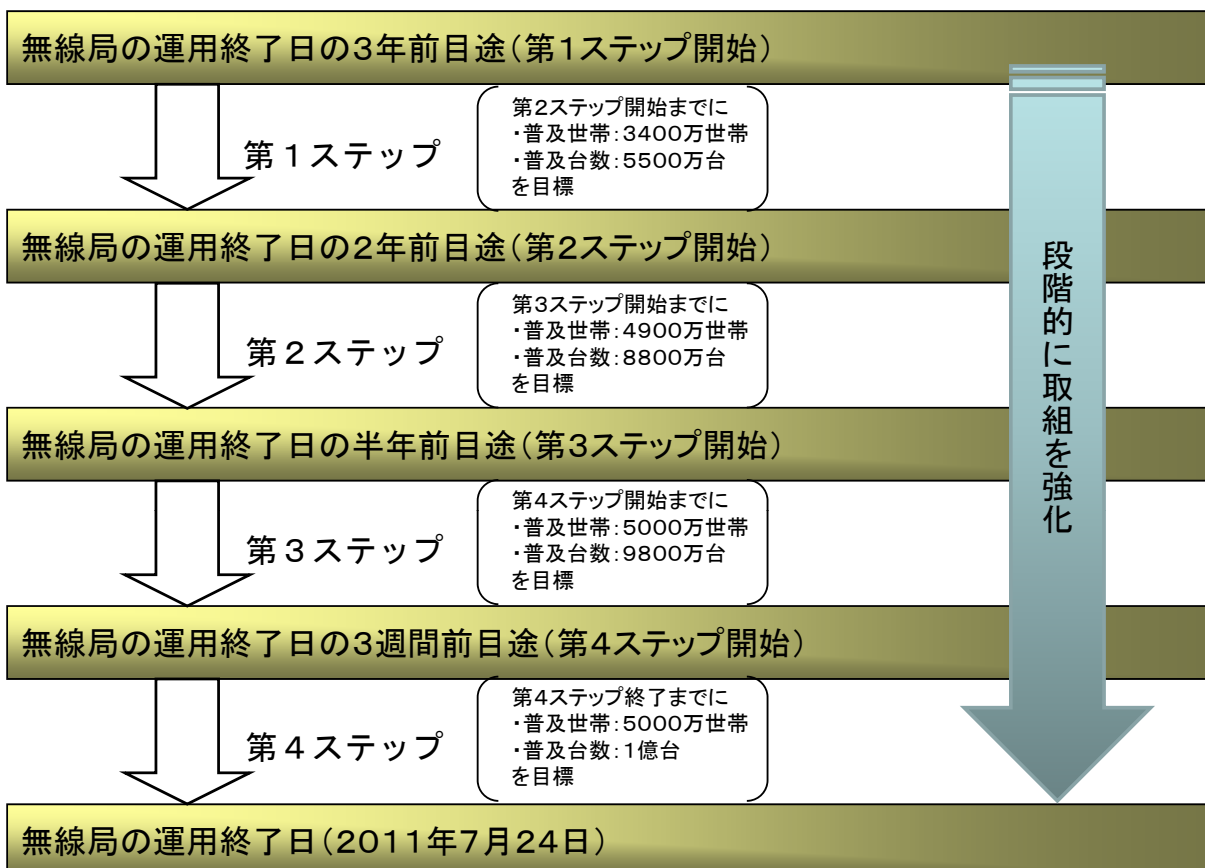 無線局の運用終了日の3年前目途(第1ステップ開始)
第1ステップ
第2ステップ開始までに
・普及世帯:3400万世帯
・普及台数:5500万台
を目標
無線局の運用終了日の2年前目途(第2ステップ開始)
第2ステップ
第3ステップ開始までに
・普及世帯:4900万世帯
・普及台数:8800万台
を目標
無線局の運用終了日の半年前目途(第3ステップ開始)
第3ステップ
第4ステップ開始までに
・普及世帯:5000万世帯
・普及台数:9800万台
を目標
無線局の運用終了日の3週間前目途(第4ステップ開始)
第4ステップ
第4ステップ終了までに
・普及世帯:5000万世帯
・普及台数:1億台
を目標
無線局の運用終了日(2011年7月24日)
段階的に取組を強化